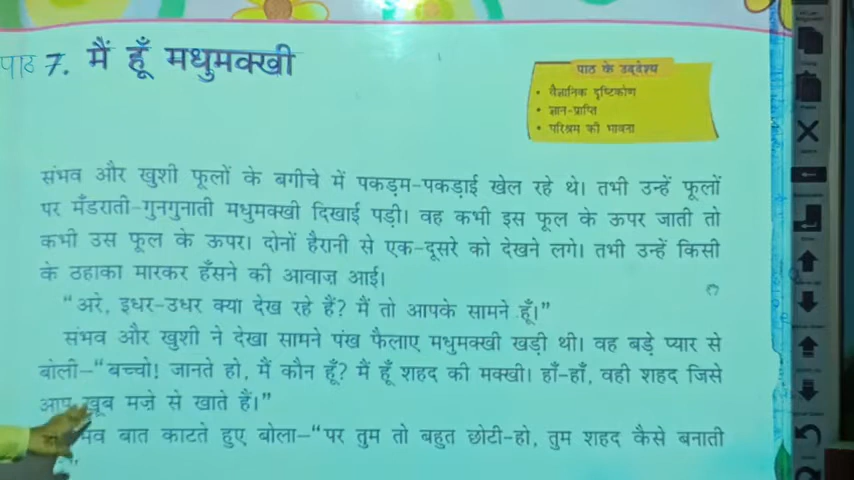 पाठ 7. मैं हूँ मधुमक्खी
पाठ के उद्देश्य
• वैज्ञानिक दृष्टिकोण
• ज्ञान-प्राप्ति
• परिश्रम की भावना
संभव और खुशी फूलों के बगीचे में पकड़म-पकड़ाई खेल रहे थे। तभी उन्हें फूलों
पर मँडराती-गुनगुनाती मधुमक्खी दिखाई पड़ी। वह कभी इस फूल के ऊपर जाती तो
कभी उस फूल के ऊपर। दोनों हैरानी से एक-दूसरे को देखने लगे। तभी उन्हें किसी
के ठहाका मारकर हँसने की आवाज़ आई।
“अरे, इधर-उधर क्या देख रहे हैं? मैं तो आपके सामने हूँ।”
संभव और खुशी ने देखा सामने पंख फैलाए मधुमक्खी खड़ी थी। वह बड़े प्यार से
बोली–“बच्चो! जानते हो, मैं कौन हूँ? मैं हूँ शहद की मक्खी। हाँ-हाँ, वही शहद जिसे
आप खूब मज़े से खाते हैं।”
बात काटते हुए बोला–“पर तुम तो बहुत छोटी-हो, तुम शहद कैसे बनाती